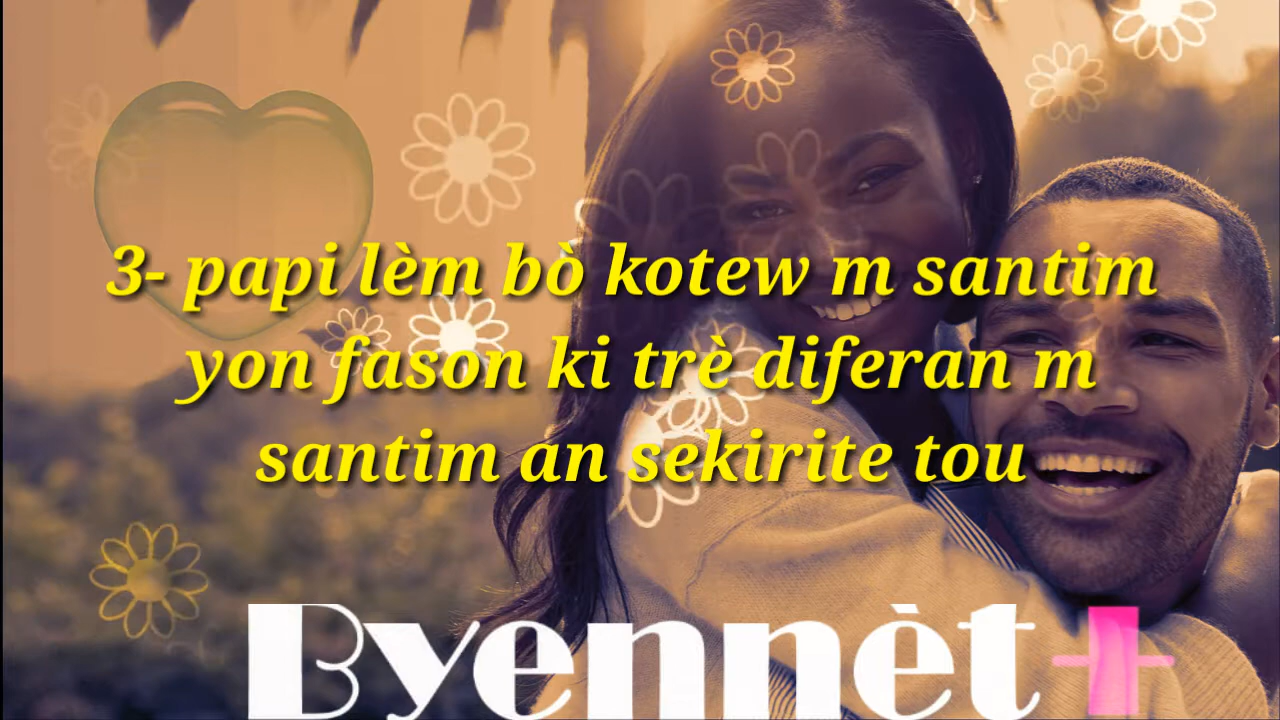 3- papi lèm bò kotew m santim
yon fason ki trè diferan m
santim an sekirite tou
Byennèt+